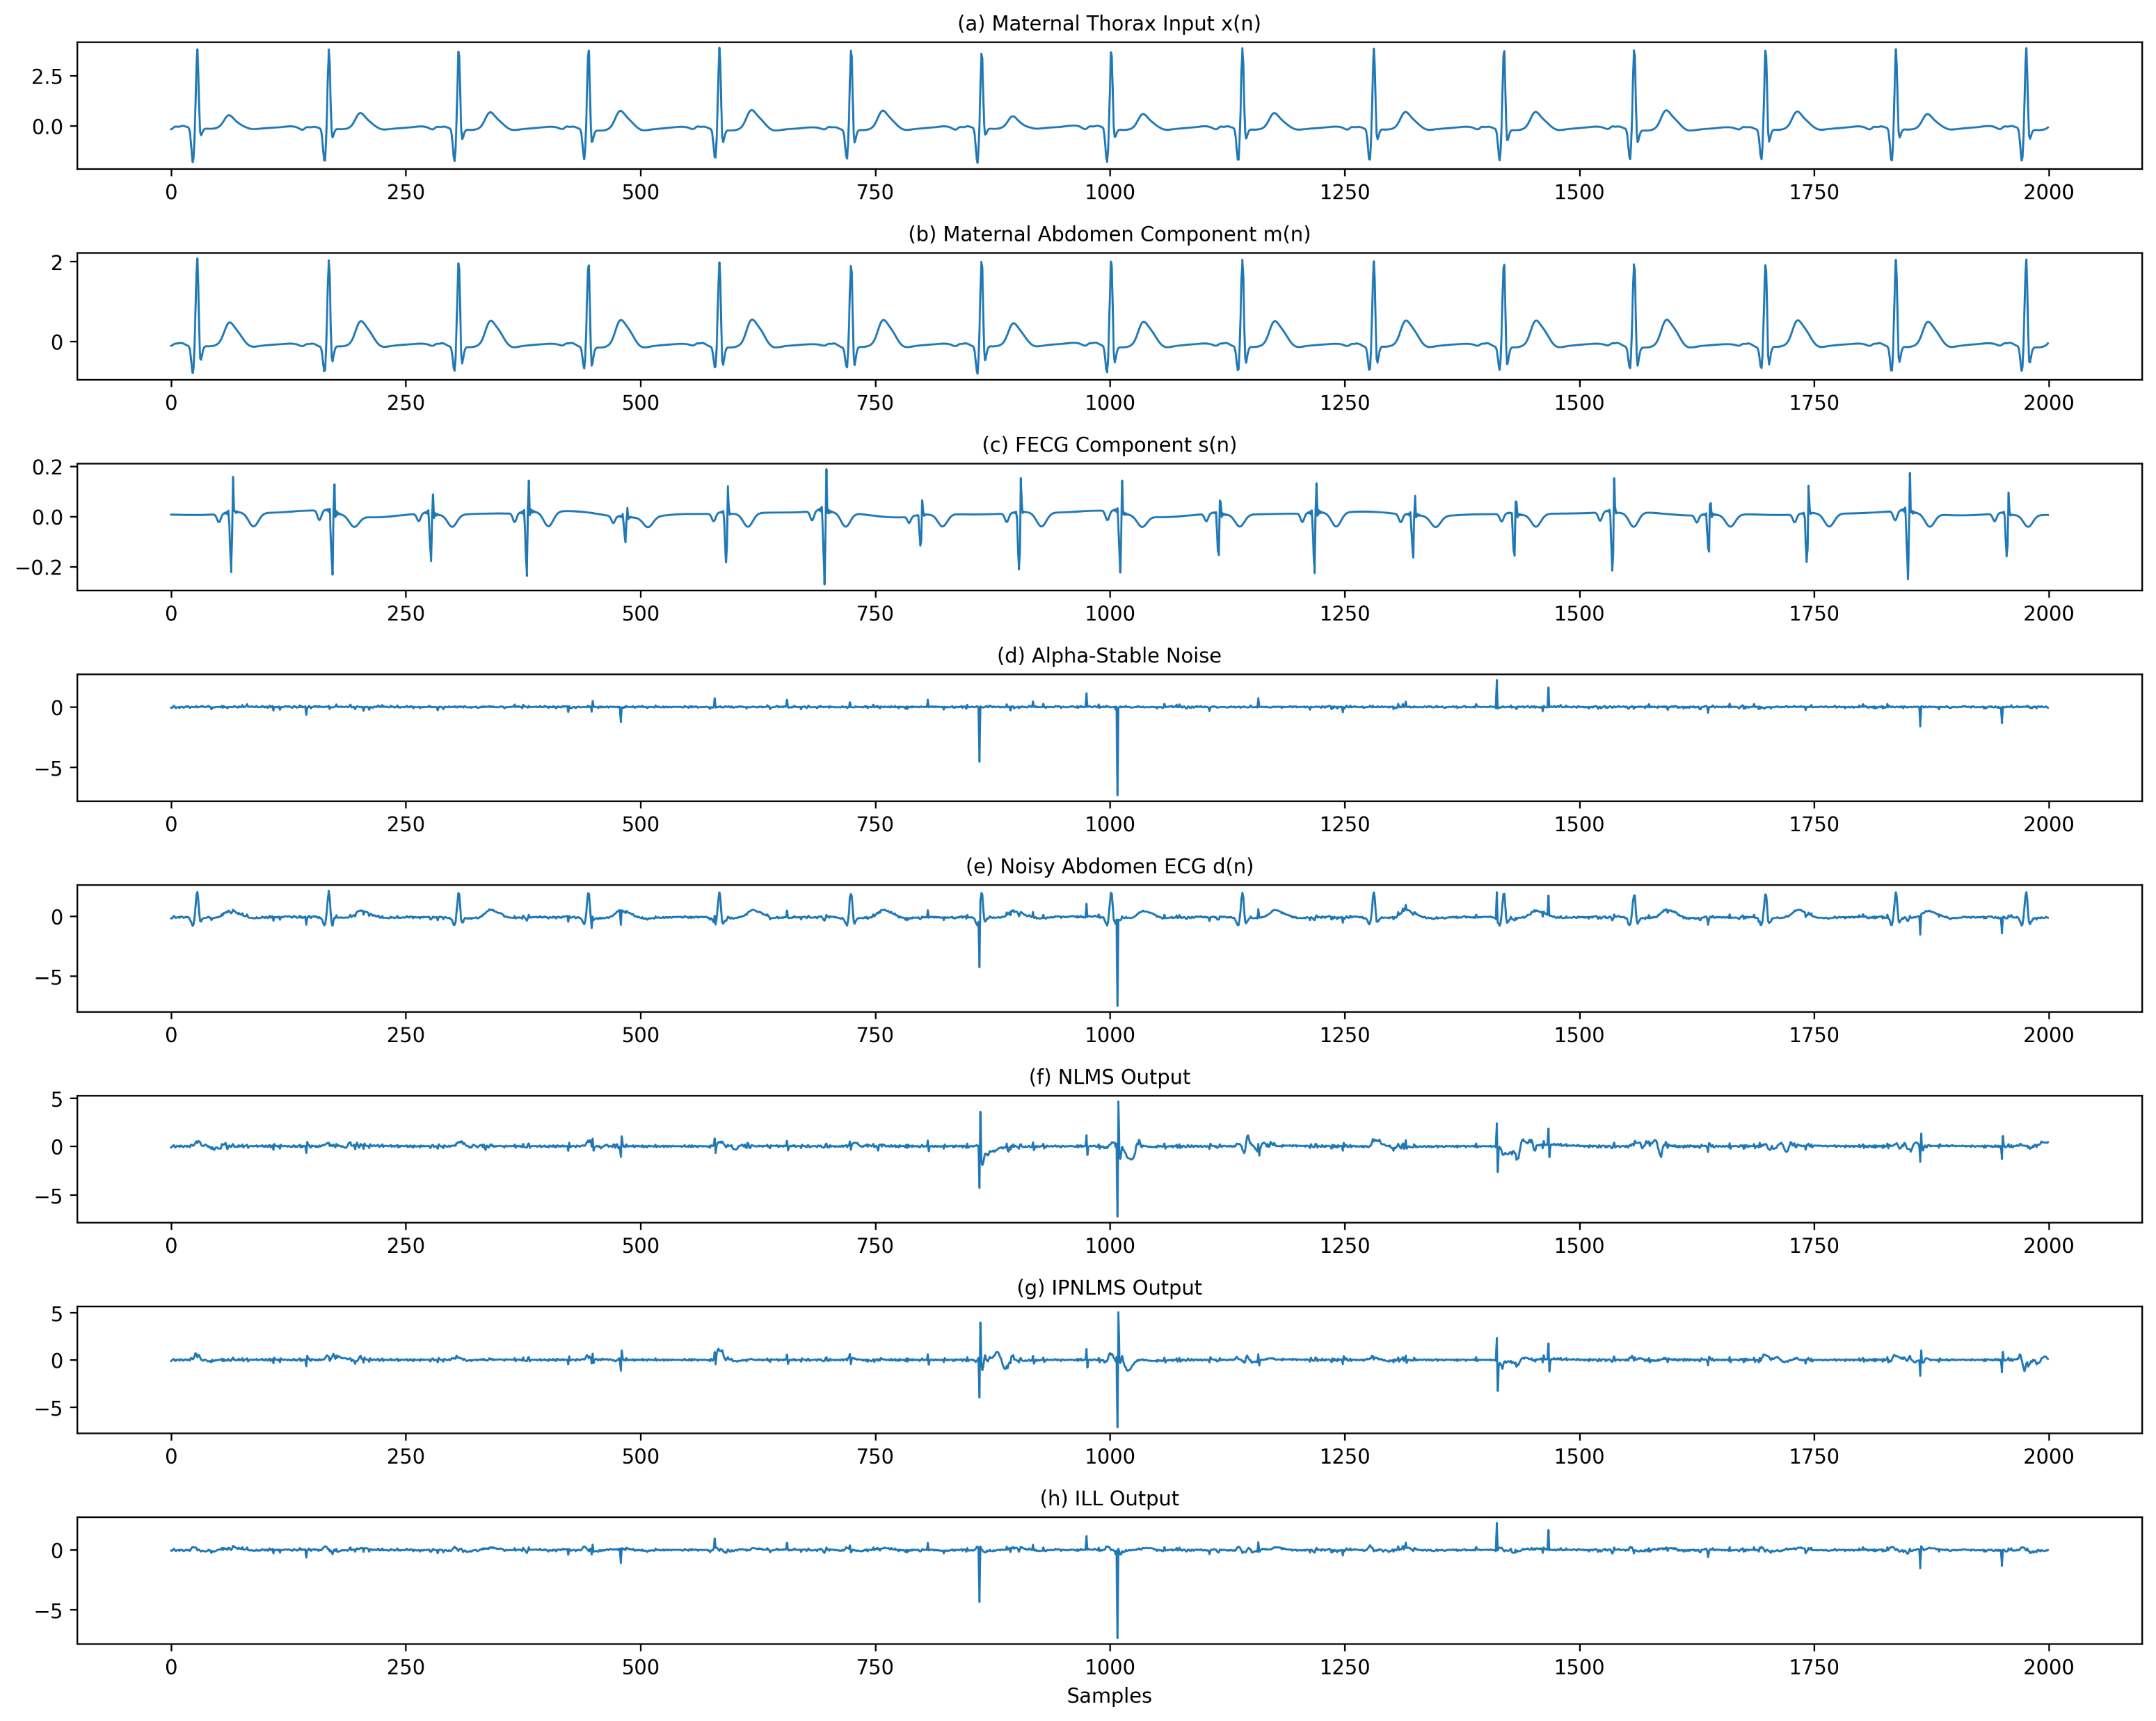 (a) Maternal Thorax Input x(n)
2.5
0.0
0 250 500 750 1000 1250 1500 1750 2000
(b) Maternal Abdomen Component m(n)
2
0
0 250 500 750 1000 1250 1500 1750 2000
(c) FECG Component s(n)
0.2
0.0
−0.2
0 250 500 750 1000 1250 1500 1750 2000
(d) Alpha-Stable Noise
0
−5
0 250 500 750 1000 1250 1500 1750 2000
(e) Noisy Abdomen ECG d(n)
0
−5
0 250 500 750 1000 1250 1500 1750 2000
(f) NLMS Output
5
0
−5
0 250 500 750 1000 1250 1500 1750 2000
(g) IPNLMS Output
5
0
−5
0 250 500 750 1000 1250 1500 1750 2000
(h) ILL Output
0
−5
0 250 500 750 1000 1250 1500 1750 2000
Samples